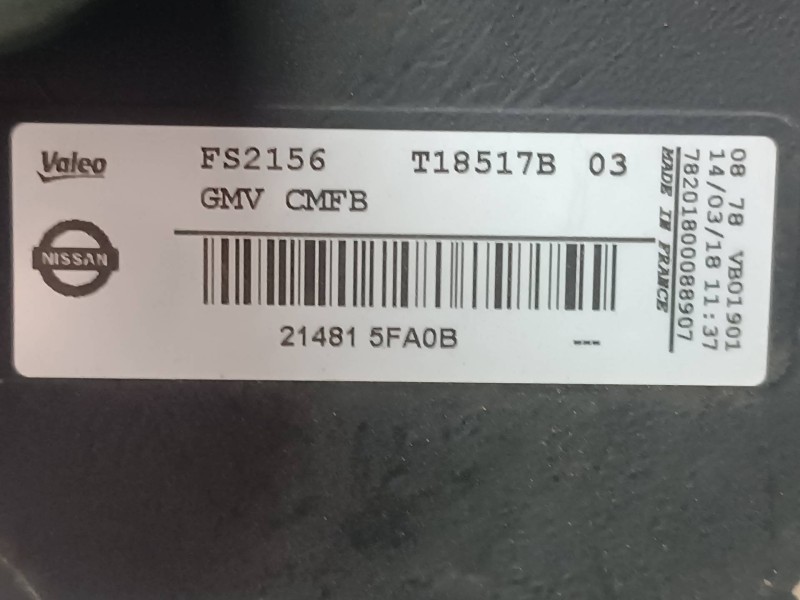 Valeo
FS2156 T18517B 03
GMV CMFB
NISSAN
21481 5FA0B ---
MADE IN FRANCE
78201800088907
14/03/18 11:37
08 78 VB01901